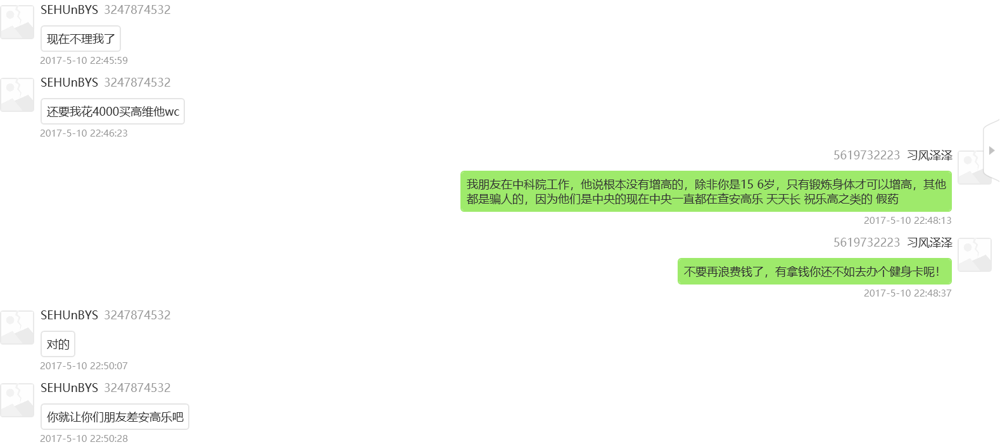 SEHUnBYS 3247874532
现在不理我了
2017-5-10 22:45:59
SEHUnBYS 3247874532
还要我花4000买高维他wc
2017-5-10 22:46:23
5619732223 习风泽泽
我朋友在中科院工作，他说根本没有增高的，除非你是15 6岁，只有锻炼身体才可以增高，其他
都是骗人的，因为他们是中央的现在中央一直都在查安高乐 天天长 祝乐高之类的 假药
2017-5-10 22:48:13
5619732223 习风泽泽
不要再浪费钱了，有拿钱你还不如去办个健身卡呢！
2017-5-10 22:48:37
SEHUnBYS 3247874532
对的
2017-5-10 22:50:07
SEHUnBYS 3247874532
你就让你们朋友差安高乐吧
2017-5-10 22:50:28